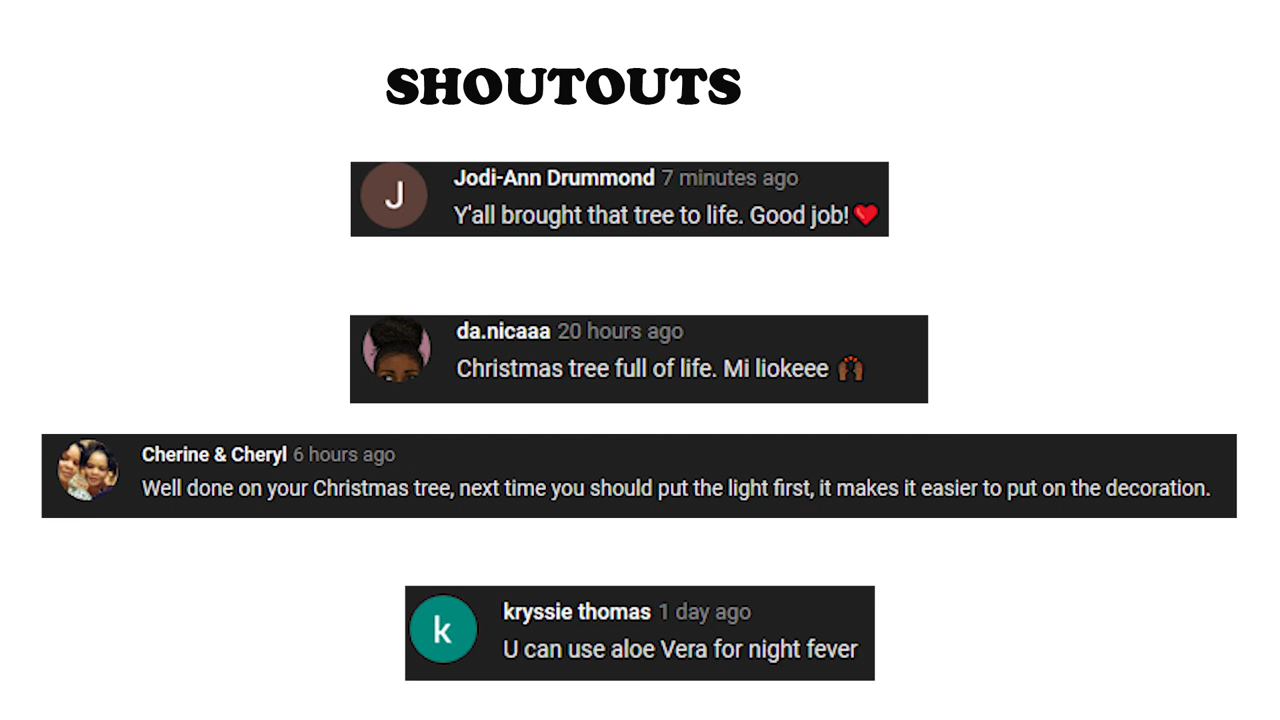 SHOUTOUTS
J
Jodi-Ann Drummond 7 minutes ago
Y'all brought that tree to life. Good job! ❤️
da.nicaaa 20 hours ago
Christmas tree full of life. Mi liokeee 🙌🏾
Cherine & Cheryl 6 hours ago
Well done on your Christmas tree, next time you should put the light first, it makes it easier to put on the decoration.
k
kryssie thomas 1 day ago
U can use aloe Vera for night fever